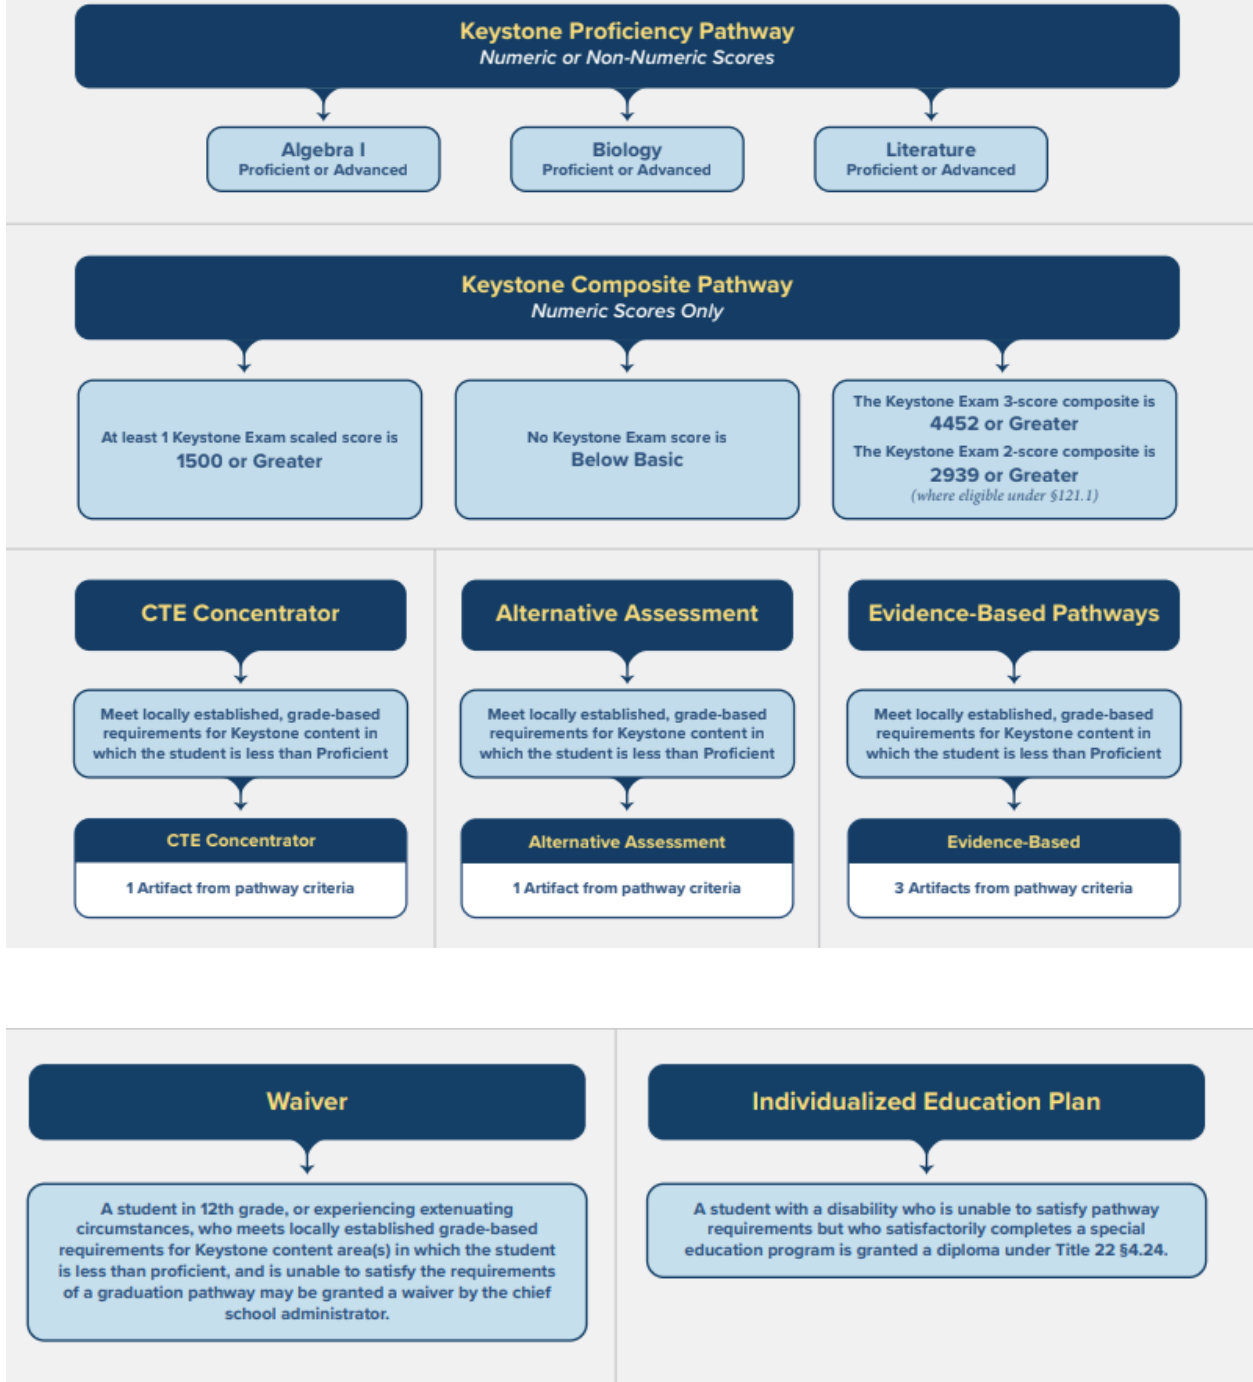 Keystone Proficiency Pathway
Numeric or Non-Numeric Scores
Algebra I
Proficient or Advanced
Biology
Proficient or Advanced
Literature
Proficient or Advanced
Keystone Composite Pathway
Numeric Scores Only
At least 1 Keystone Exam scaled score is
1500 or Greater
No Keystone Exam score is
Below Basic
The Keystone Exam 3-score composite is
4452 or Greater
The Keystone Exam 2-score composite is
2939 or Greater
(where eligible under §121.1)
CTE Concentrator
Meet locally established, grade-based
requirements for Keystone content in
which the student is less than Proficient
CTE Concentrator
1 Artifact from pathway criteria
Alternative Assessment
Meet locally established, grade-based
requirements for Keystone content in
which the student is less than Proficient
Alternative Assessment
1 Artifact from pathway criteria
Evidence-Based Pathways
Meet locally established, grade-based
requirements for Keystone content in
which the student is less than Proficient
Evidence-Based
3 Artifacts from pathway criteria
Waiver
A student in 12th grade, or experiencing extenuating
circumstances, who meets locally established grade-based
requirements for Keystone content area(s) in which the student
is less than proficient, and is unable to satisfy the requirements
of a graduation pathway may be granted a waiver by the chief
school administrator.
Individualized Education Plan
A student with a disability who is unable to satisfy pathway
requirements but who satisfactorily completes a special
education program is granted a diploma under Title 22 §4.24.